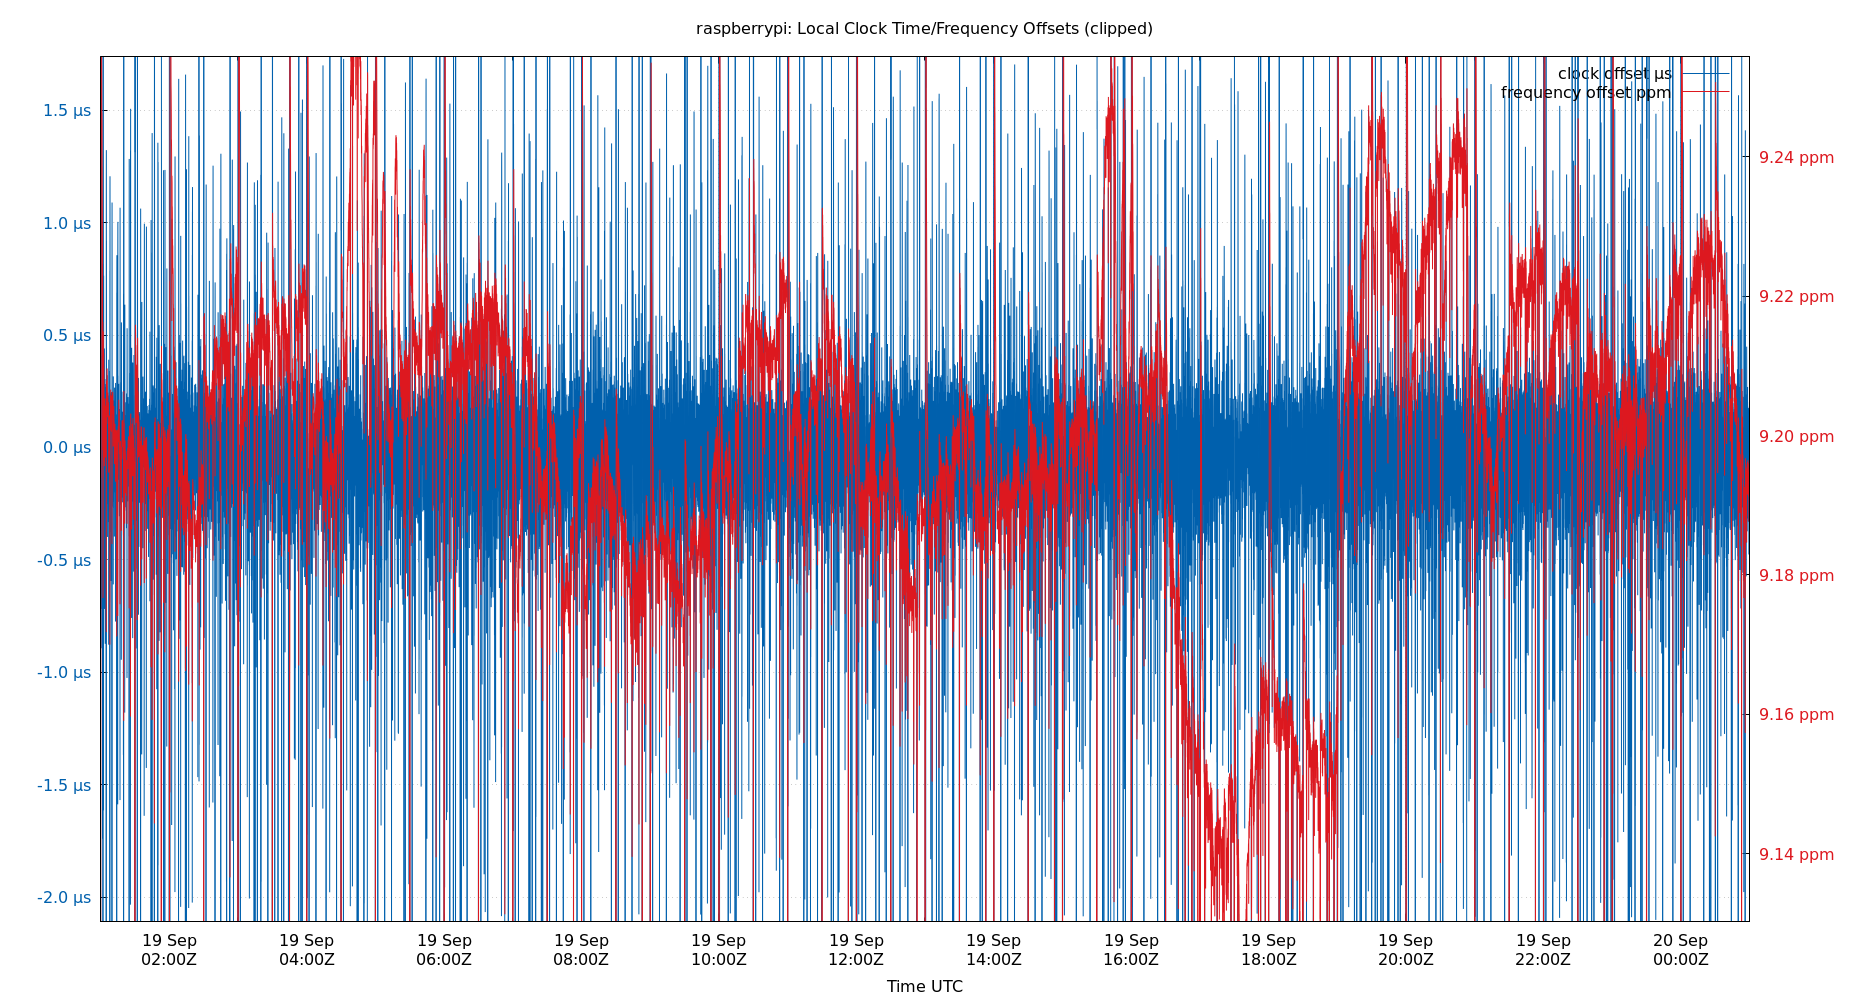 raspberrypi: Local Clock Time/Frequency Offsets (clipped)
clock offset µs
frequency offset ppm
1.5 µs
1.0 µs
0.5 µs
0.0 µs
-0.5 µs
-1.0 µs
-1.5 µs
-2.0 µs
9.24 ppm
9.22 ppm
9.20 ppm
9.18 ppm
9.16 ppm
9.14 ppm
19 Sep
02:00Z
19 Sep
04:00Z
19 Sep
06:00Z
19 Sep
08:00Z
19 Sep
10:00Z
19 Sep
12:00Z
19 Sep
14:00Z
19 Sep
16:00Z
19 Sep
18:00Z
19 Sep
20:00Z
19 Sep
22:00Z
20 Sep
00:00Z
Time UTC